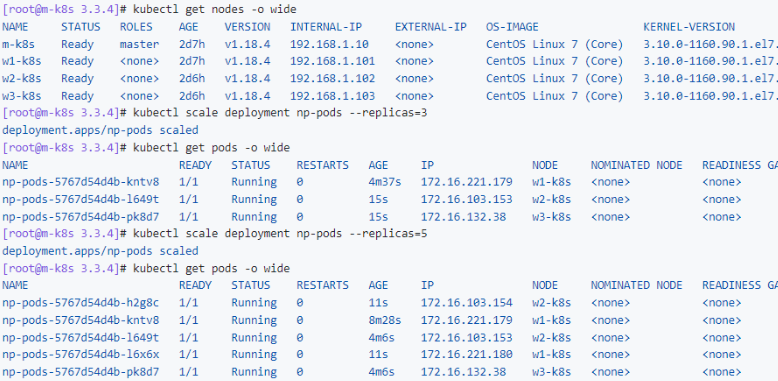 [root@m-k8s 3.3.4]# kubectl get nodes -o wide
NAME STATUS ROLES AGE VERSION INTERNAL-IP EXTERNAL-IP OS-IMAGE KERNEL-VERSION
m-k8s Ready master 2d7h v1.18.4 192.168.1.10 <none> CentOS Linux 7 (Core) 3.10.0-1160.90.1.el7.
w1-k8s Ready <none> 2d7h v1.18.4 192.168.1.101 <none> CentOS Linux 7 (Core) 3.10.0-1160.90.1.el7.
w2-k8s Ready <none> 2d6h v1.18.4 192.168.1.102 <none> CentOS Linux 7 (Core) 3.10.0-1160.90.1.el7.
w3-k8s Ready <none> 2d6h v1.18.4 192.168.1.103 <none> CentOS Linux 7 (Core) 3.10.0-1160.90.1.el7.
[root@m-k8s 3.3.4]# kubectl scale deployment np-pods --replicas=3
deployment.apps/np-pods scaled
[root@m-k8s 3.3.4]# kubectl get pods -o wide
NAME READY STATUS RESTARTS AGE IP NODE NOMINATED NODE READINESS GA
np-pods-5767d54d4b-kntv8 1/1 Running 0 4m37s 172.16.221.179 w1-k8s <none> <none>
np-pods-5767d54d4b-l649t 1/1 Running 0 15s 172.16.103.153 w2-k8s <none> <none>
np-pods-5767d54d4b-pk8d7 1/1 Running 0 15s 172.16.132.38 w3-k8s <none> <none>
[root@m-k8s 3.3.4]# kubectl scale deployment np-pods --replicas=5
deployment.apps/np-pods scaled
[root@m-k8s 3.3.4]# kubectl get pods -o wide
NAME READY STATUS RESTARTS AGE IP NODE NOMINATED NODE READINESS GA
np-pods-5767d54d4b-h2g8c 1/1 Running 0 11s 172.16.103.154 w2-k8s <none> <none>
np-pods-5767d54d4b-kntv8 1/1 Running 0 8m28s 172.16.221.179 w1-k8s <none> <none>
np-pods-5767d54d4b-l649t 1/1 Running 0 4m6s 172.16.103.153 w2-k8s <none> <none>
np-pods-5767d54d4b-l6x6x 1/1 Running 0 11s 172.16.221.180 w1-k8s <none> <none>
np-pods-5767d54d4b-pk8d7 1/1 Running 0 4m6s 172.16.132.38 w3-k8s <none> <none>